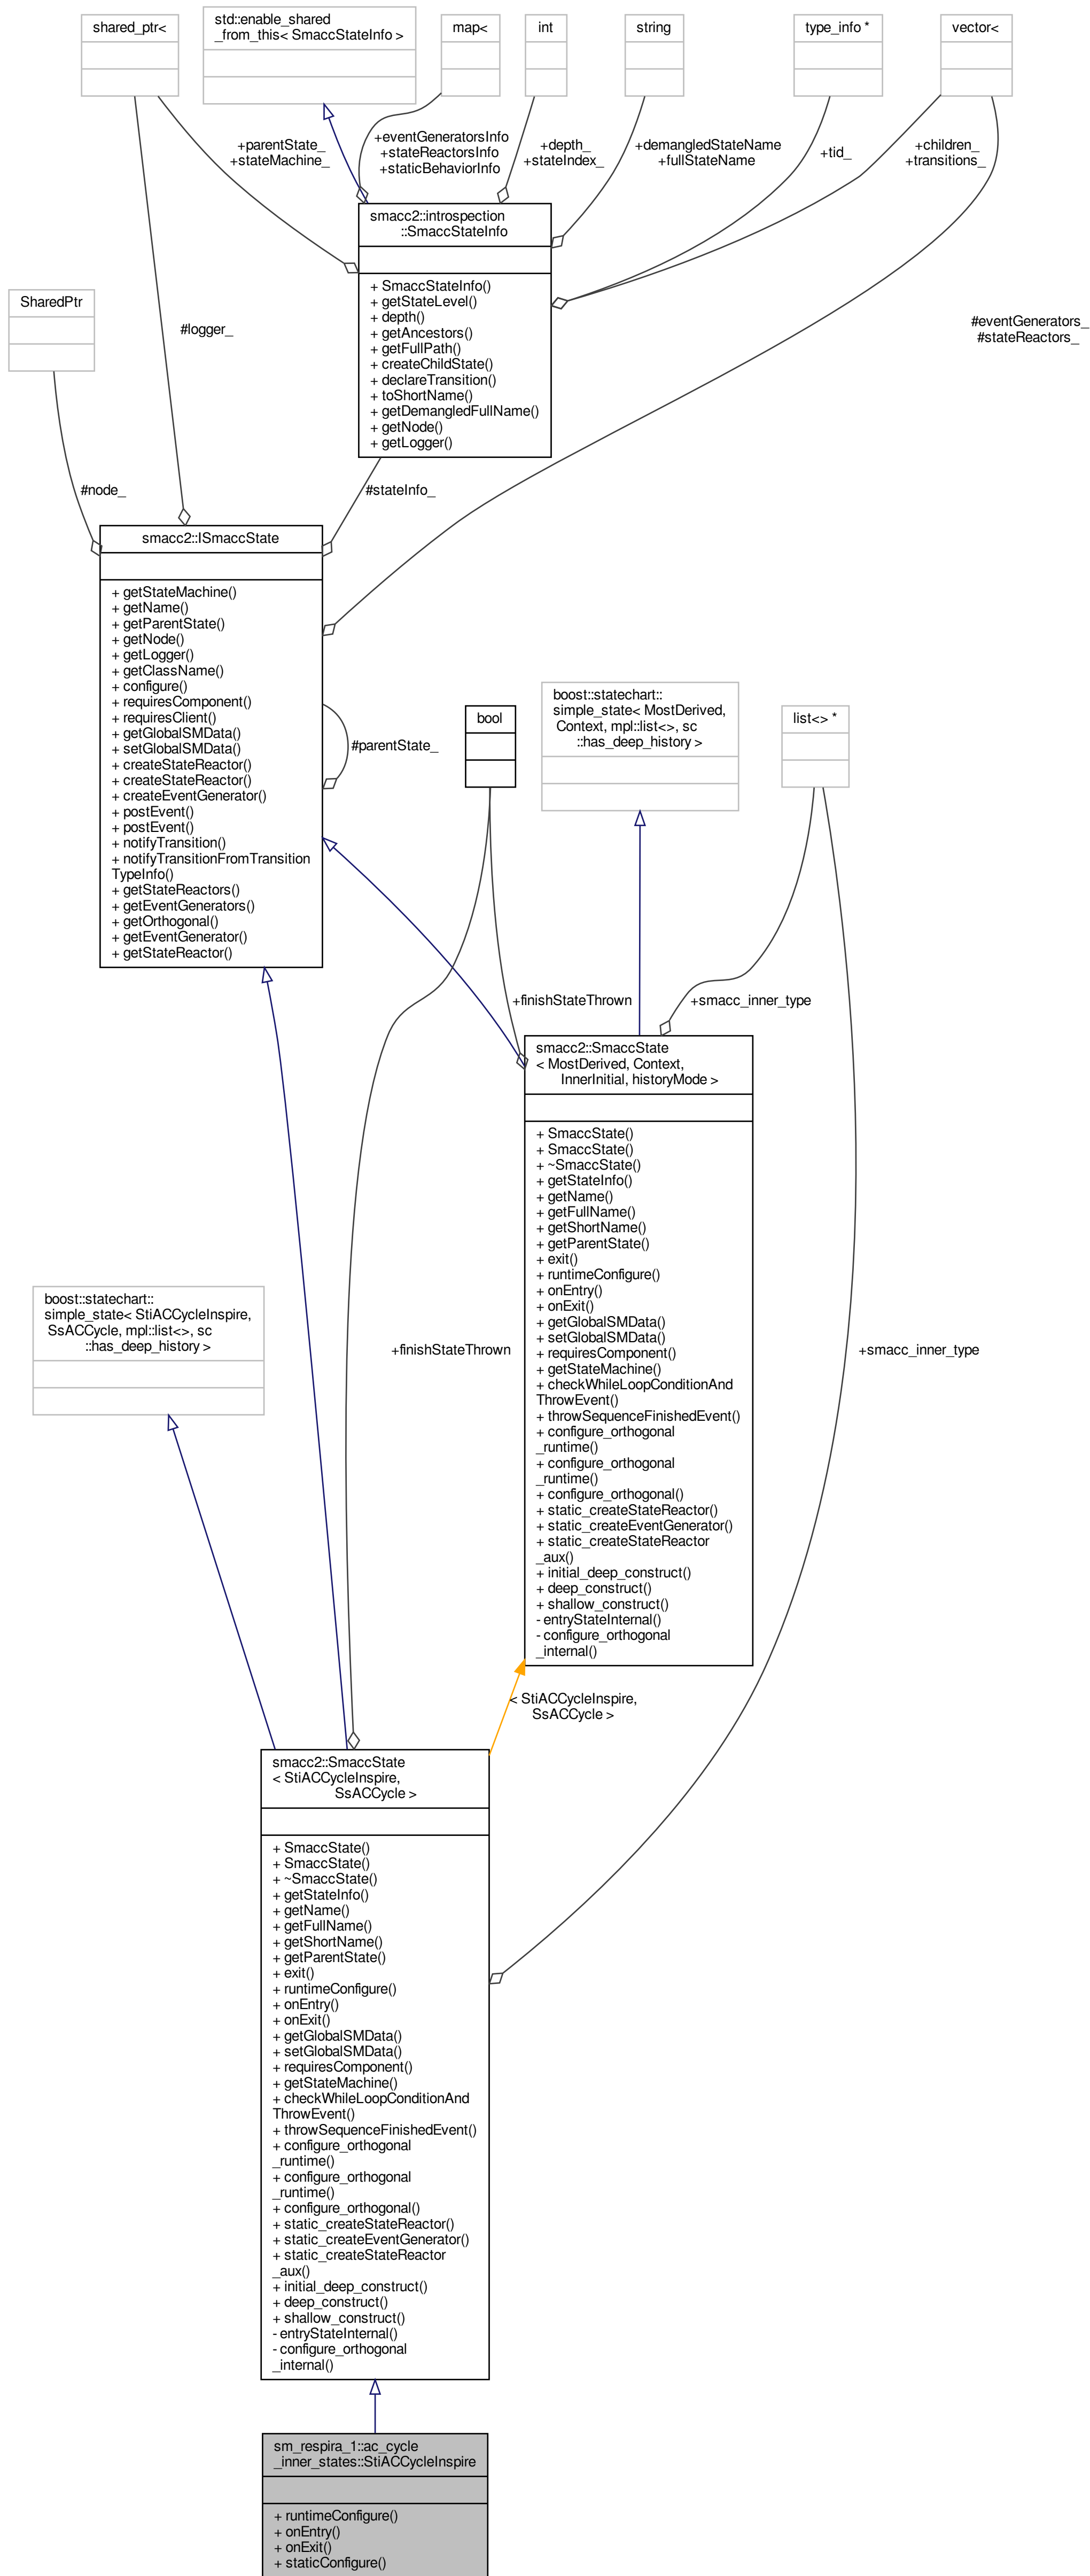 shared_ptr<
std::enable_shared
_from_this< SmaccStateInfo >
map<
int
string
type_info *
vector<
+parentState_
+stateMachine_
+eventGeneratorsInfo
+stateReactorsInfo
+staticBehaviorInfo
+depth_
+stateIndex_
+demangledStateName
+fullStateName
+tid_
+children_
+transitions_
smacc2::introspection
::SmaccStateInfo
+ SmaccStateInfo()
+ getStateLevel()
+ depth()
+ getAncestors()
+ getFullPath()
+ createChildState()
+ declareTransition()
+ toShortName()
+ getDemangledFullName()
+ getNode()
+ getLogger()
SharedPtr
#logger_
#eventGenerators_
#stateReactors_
#node_
#stateInfo_
smacc2::ISmaccState
+ getStateMachine()
+ getName()
+ getParentState()
+ getNode()
+ getLogger()
+ getClassName()
+ configure()
+ requiresComponent()
+ requiresClient()
+ getGlobalSMData()
+ setGlobalSMData()
+ createStateReactor()
+ createStateReactor()
+ createEventGenerator()
+ postEvent()
+ postEvent()
+ notifyTransition()
+ notifyTransitionFromTransition
TypeInfo()
+ getStateReactors()
+ getEventGenerators()
+ getOrthogonal()
+ getEventGenerator()
+ getStateReactor()
#parentState_
bool
boost::statechart::
simple_state< MostDerived,
Context, mpl::list<>, sc
::has_deep_history >
list<> *
+finishStateThrown
+smacc_inner_type
smacc2::SmaccState
< MostDerived, Context,
InnerInitial, historyMode >
+ SmaccState()
+ SmaccState()
+ ~SmaccState()
+ getStateInfo()
+ getName()
+ getFullName()
+ getShortName()
+ getParentState()
+ exit()
+ runtimeConfigure()
+ onEntry()
+ onExit()
+ getGlobalSMData()
+ setGlobalSMData()
+ requiresComponent()
+ getStateMachine()
+ checkWhileLoopConditionAnd
ThrowEvent()
+ throwSequenceFinishedEvent()
+ configure_orthogonal
_runtime()
+ configure_orthogonal
_runtime()
+ configure_orthogonal()
+ static_createStateReactor()
+ static_createEventGenerator()
+ static_createStateReactor
_aux()
+ initial_deep_construct()
+ deep_construct()
+ shallow_construct()
- entryStateInternal()
- configure_orthogonal
_internal()
boost::statechart::
simple_state< StiACCycleInspire,
SsACCycle, mpl::list<>, sc
::has_deep_history >
+finishStateThrown
+smacc_inner_type
< StiACCycleInspire,
SsACCycle >
smacc2::SmaccState
< StiACCycleInspire,
SsACCycle >
+ SmaccState()
+ SmaccState()
+ ~SmaccState()
+ getStateInfo()
+ getName()
+ getFullName()
+ getShortName()
+ getParentState()
+ exit()
+ runtimeConfigure()
+ onEntry()
+ onExit()
+ getGlobalSMData()
+ setGlobalSMData()
+ requiresComponent()
+ getStateMachine()
+ checkWhileLoopConditionAnd
ThrowEvent()
+ throwSequenceFinishedEvent()
+ configure_orthogonal
_runtime()
+ configure_orthogonal
_runtime()
+ configure_orthogonal()
+ static_createStateReactor()
+ static_createEventGenerator()
+ static_createStateReactor
_aux()
+ initial_deep_construct()
+ deep_construct()
+ shallow_construct()
- entryStateInternal()
- configure_orthogonal
_internal()
sm_respira_1::ac_cycle
_inner_states::StiACCycleInspire
+ runtimeConfigure()
+ onEntry()
+ onExit()
+ staticConfigure()